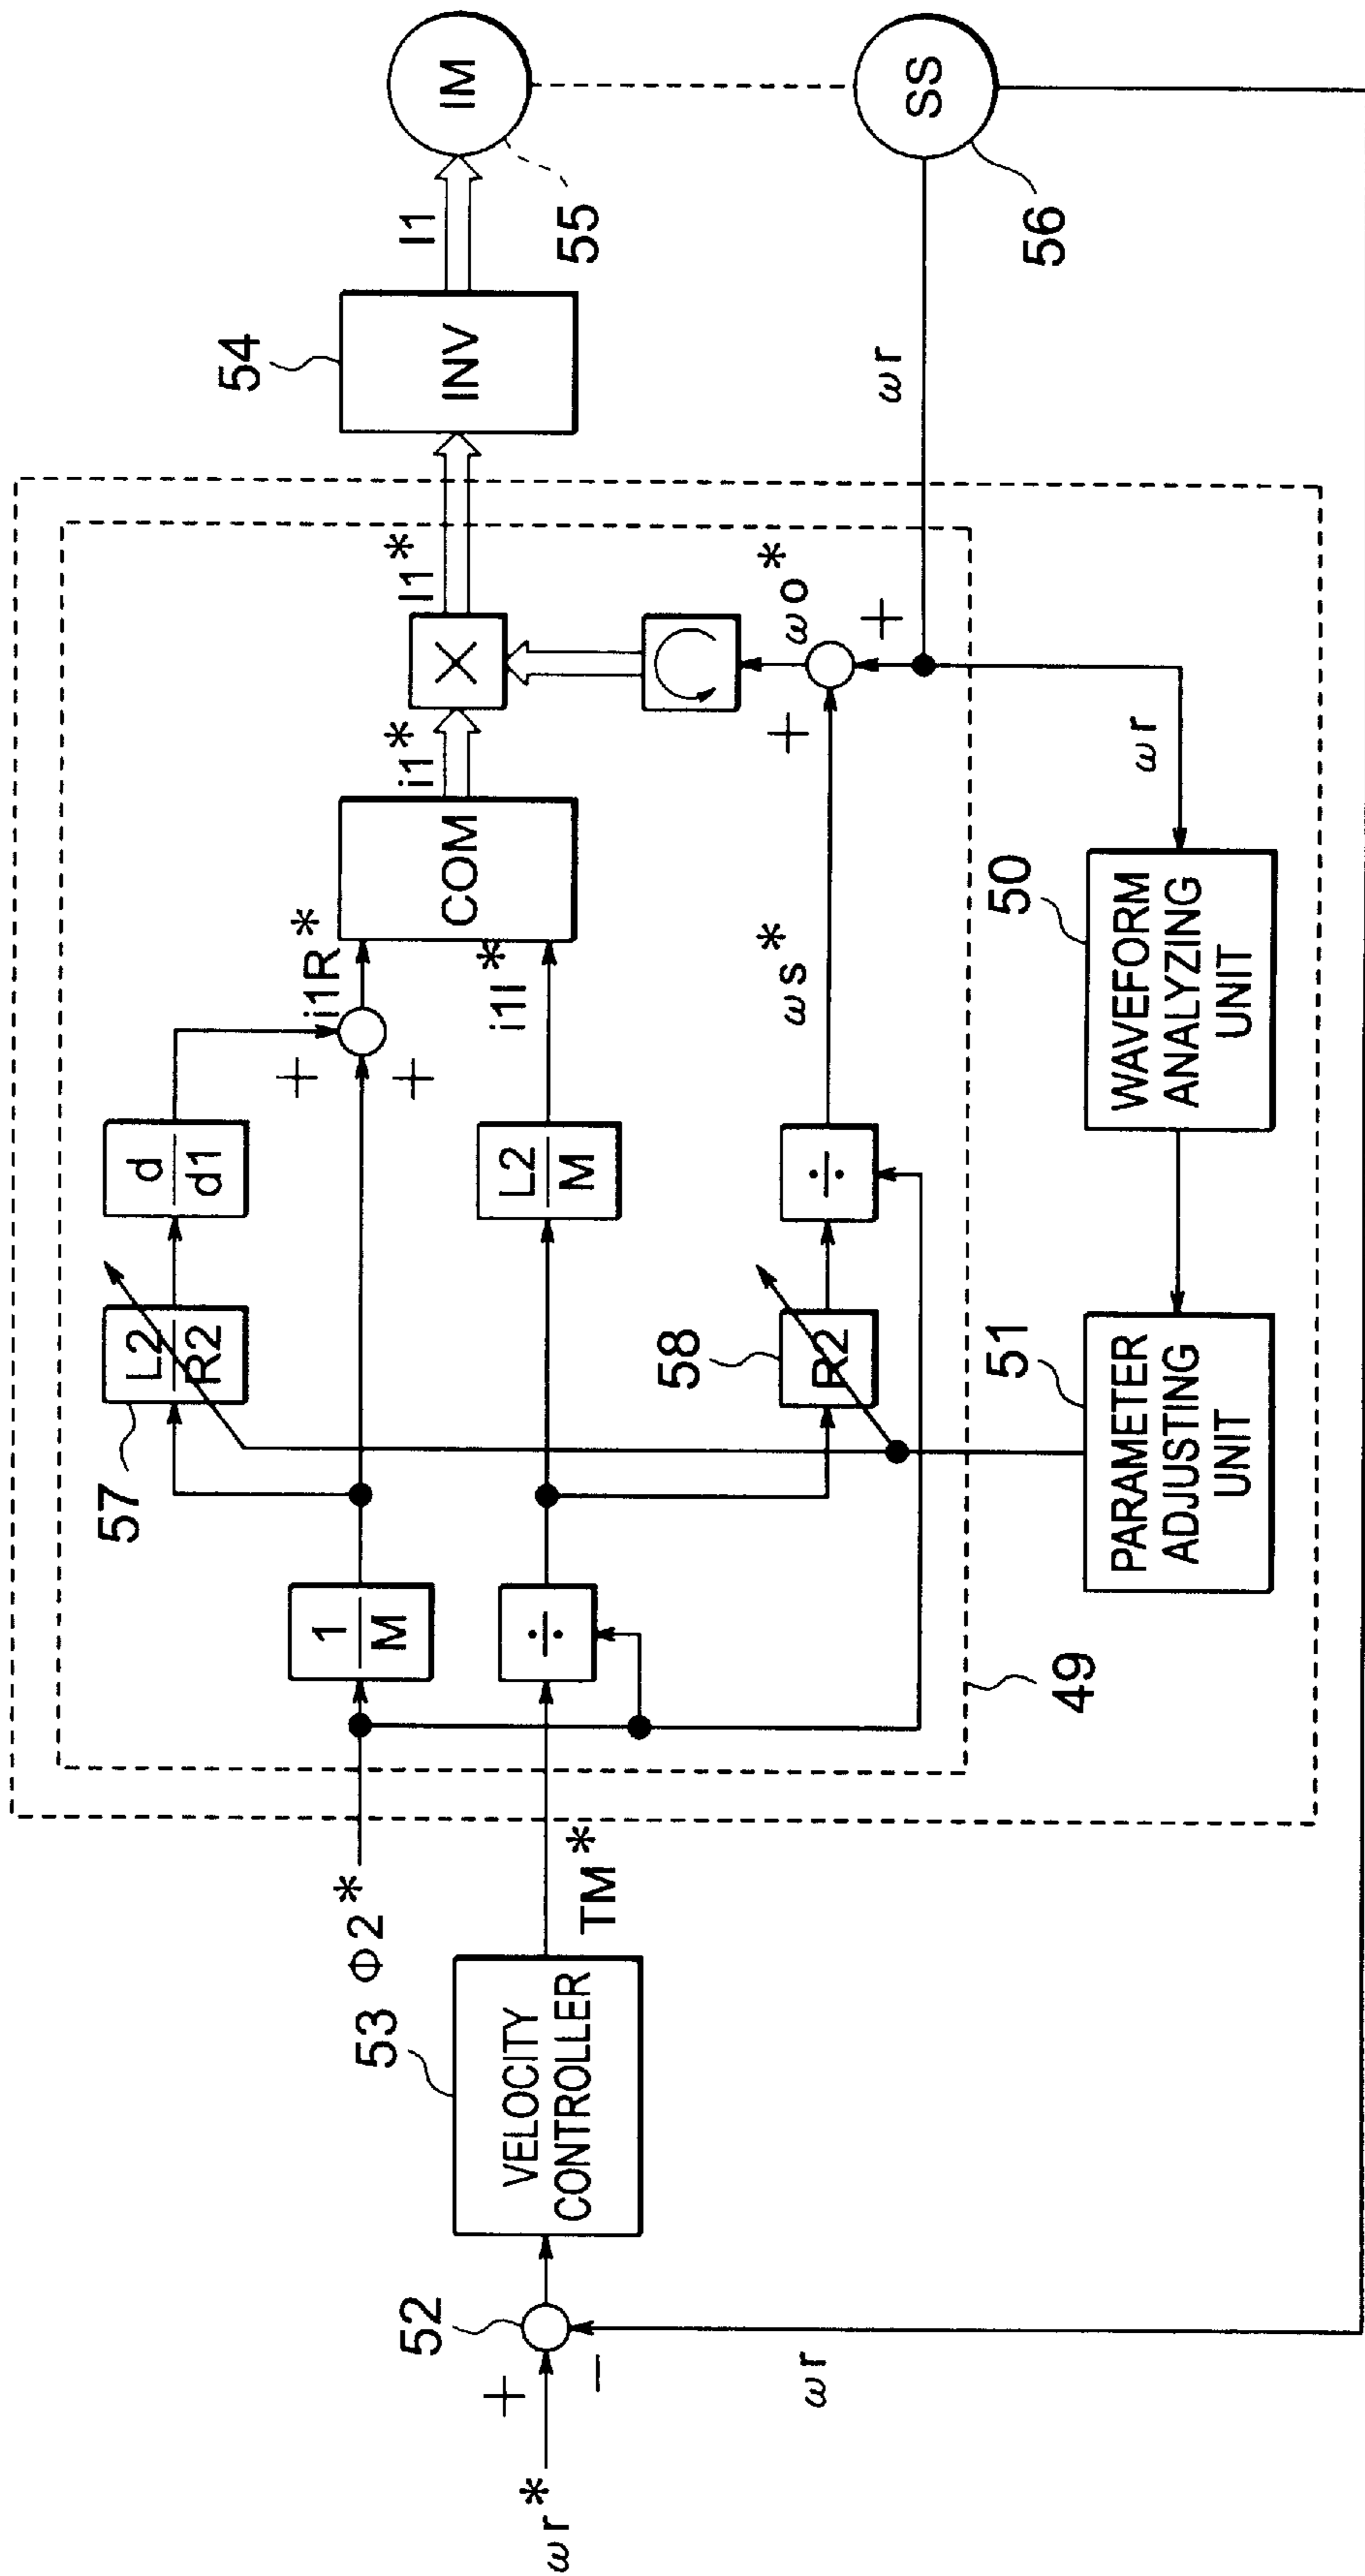 ωr*
+
−
52
ωr
53
VELOCITY
CONTROLLER
TM*
Φ2*
1
M
÷
49
57
L2
R2
d
d1
+
+
i1R*
L2
M
i1I*
58
R2
÷
ωs*
COM
i1*
×
I1*
+
+
ωo*
ωr
ωr
50
WAVEFORM
ANALYZING
UNIT
51
PARAMETER
ADJUSTING
UNIT
54
INV
I1
IM
55
SS
56